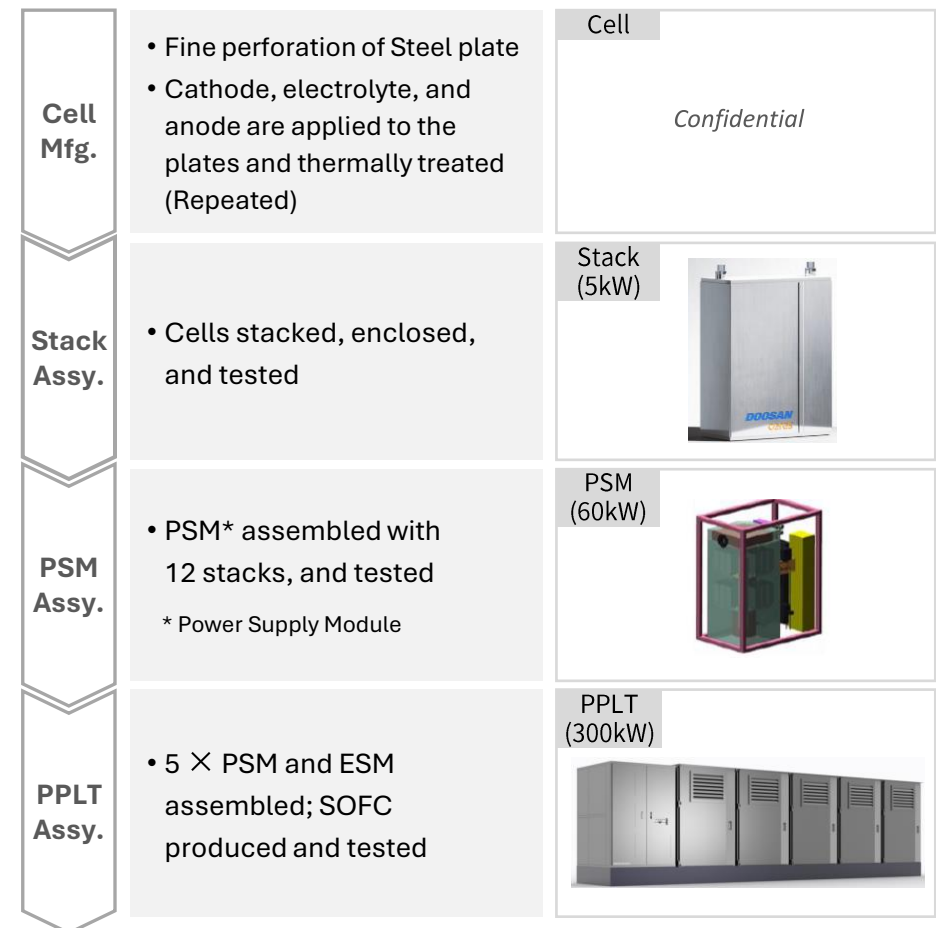 Cell
Mfg.
• Fine perforation of Steel plate
• Cathode, electrolyte, and
anode are applied to the
plates and thermally treated
(Repeated)
Cell
Confidential
Stack
Assy.
• Cells stacked, enclosed,
and tested
Stack
(5kW)
DOOSAN
PSM
Assy.
• PSM* assembled with
12 stacks, and tested
* Power Supply Module
PSM
(60kW)
PPLT
Assy.
• 5 × PSM and ESM
assembled; SOFC
produced and tested
PPLT
(300kW)